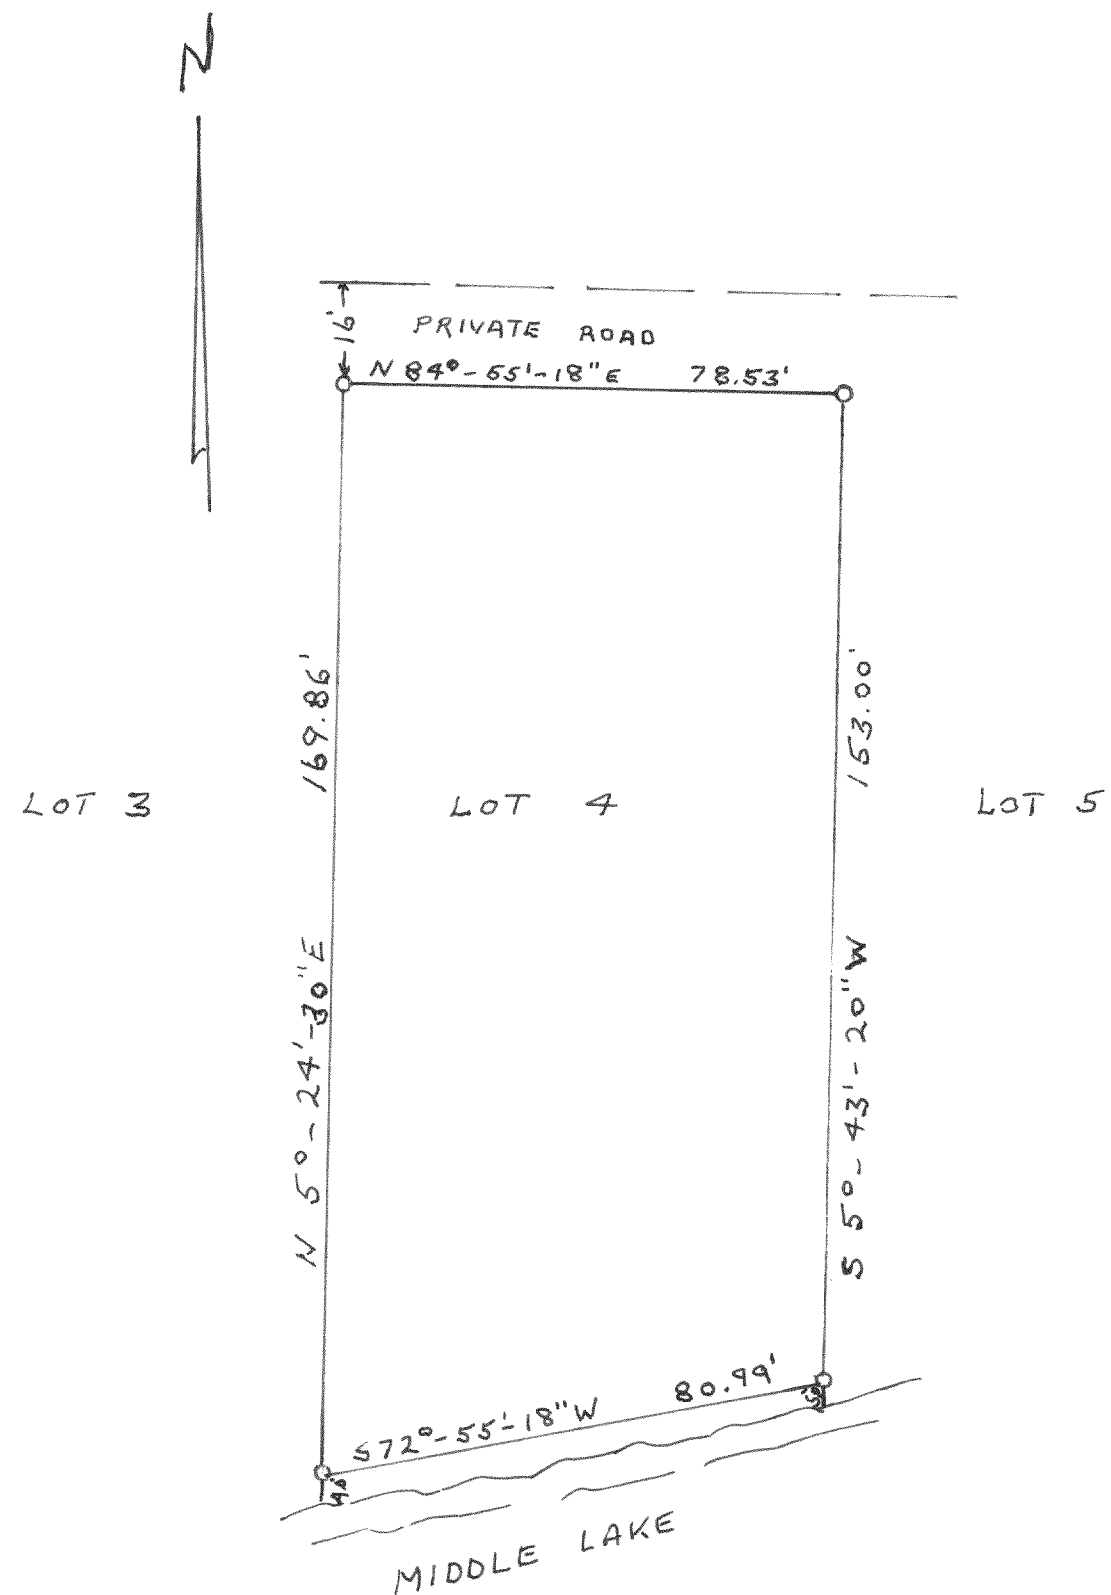 N
16'
PRIVATE ROAD
N 84°-55'-18" E 78.53'
169.86'
153.00'
LOT 3
LOT 4
LOT 5
N 5°-24'-30" E
S 5°-43'-20" W
S 72°-55'-18" W 80.99'
MIDDLE LAKE